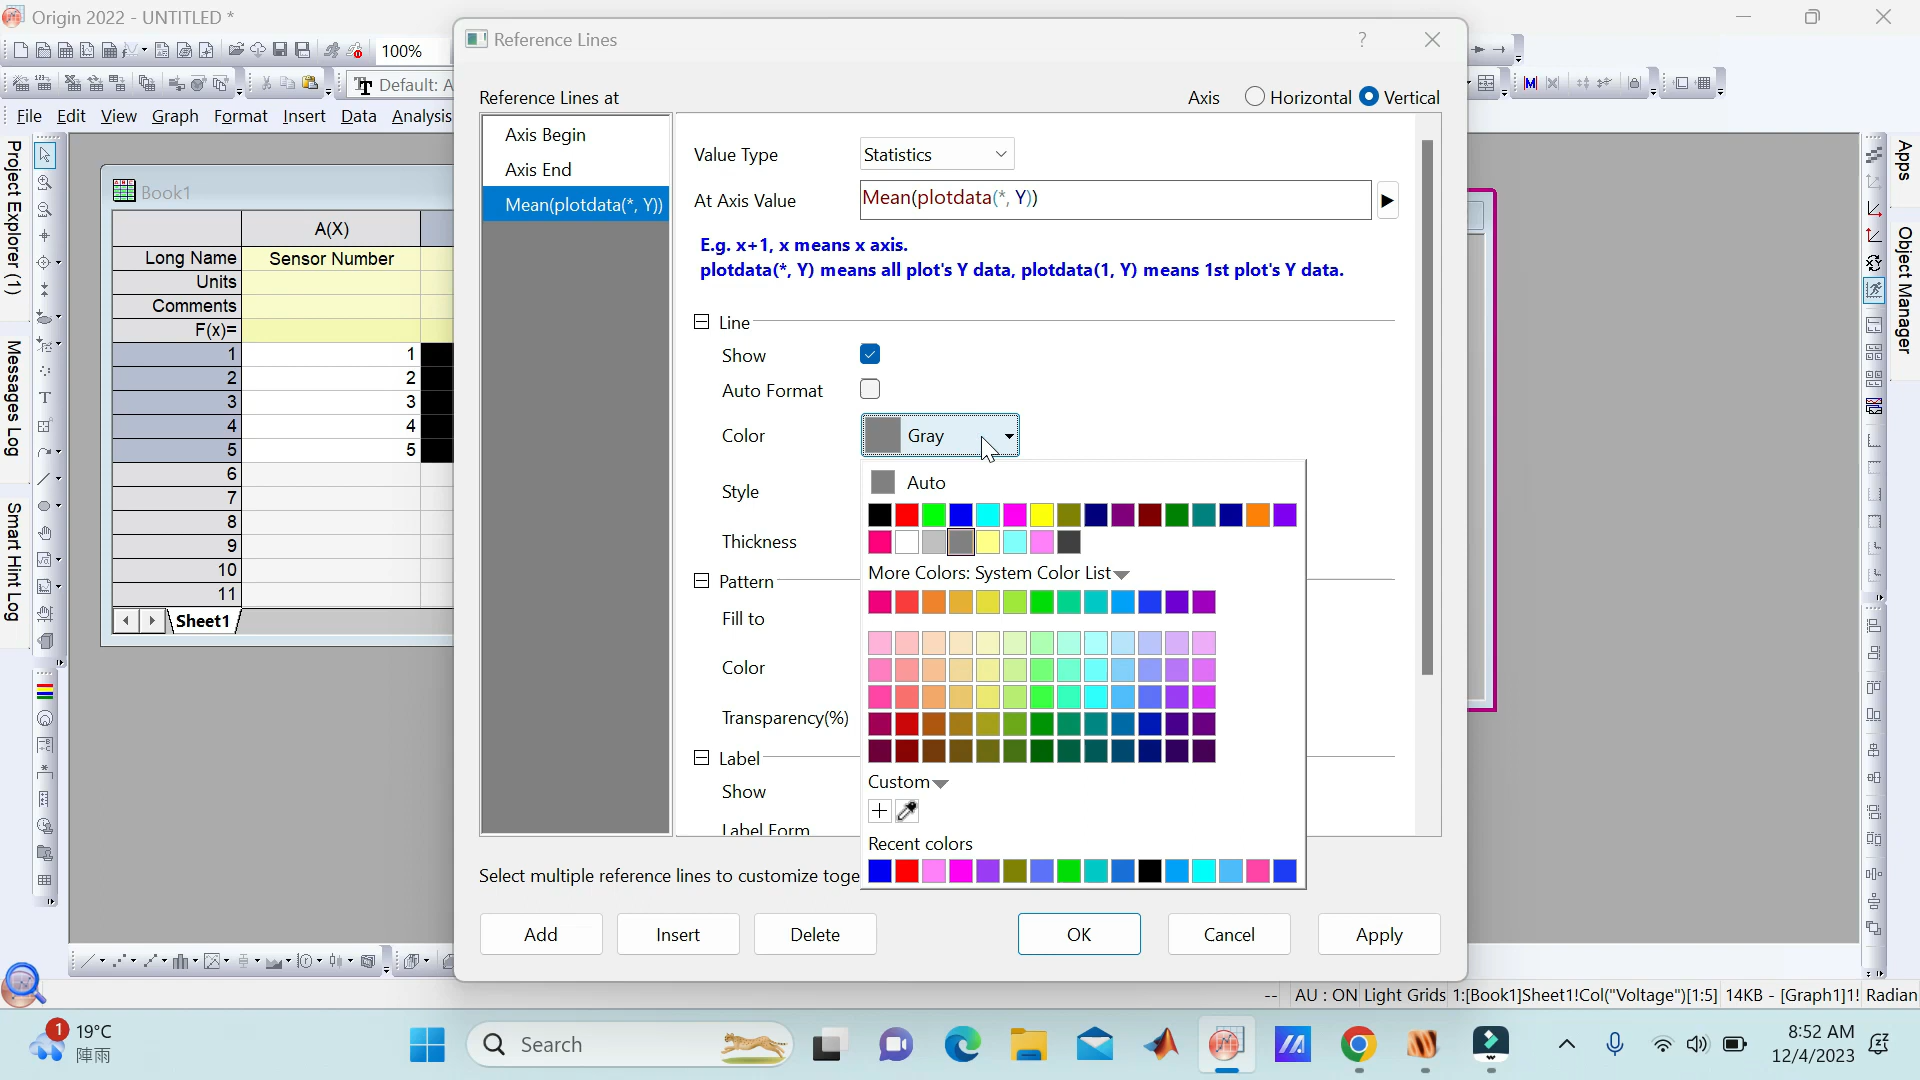 Origin 2022 - UNTITLED *
100%
Default: A
File Edit View Graph Format Insert Data Analysis
Project Explorer (1)
Messages Log
Smart Hint Log
Book1
A(X)
Long Name Sensor Number
Units
Comments
F(x)=
1 1
2 2
3 3
4 4
5 5
6
7
8
9
10
11
Sheet1
Reference Lines
?
Reference Lines at
Axis Horizontal Vertical
Axis Begin
Axis End
Mean(plotdata(*, Y))
Value Type Statistics
At Axis Value Mean(plotdata(*, Y))
E.g. x+1, x means x axis.
plotdata(*, Y) means all plot's Y data, plotdata(1, Y) means 1st plot's Y data.
Line
Show
Auto Format
Color Gray
Auto
Style
Thickness
More Colors: System Color List
Pattern
Fill to
Color
Transparency(%)
Label
Custom
Show
Label Form
Recent colors
Select multiple reference lines to customize toge
Add Insert Delete OK Cancel Apply
Apps
Object Manager
-- AU : ON Light Grids 1:[Book1]Sheet1!Col("Voltage")[1:5] 14KB - [Graph1]1! Radian
1
19°C
陣雨
Search
8:52 AM
12/4/2023